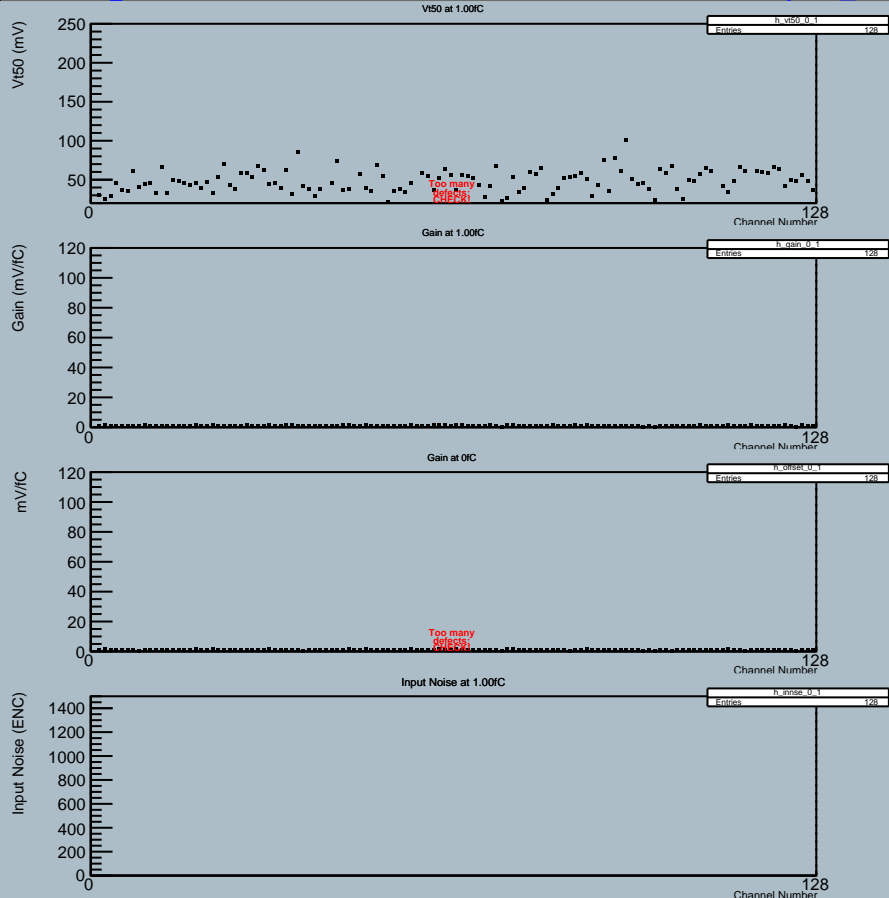 Vt50 at 1.00fC
h_vt50_0_1
Entries 128
Vt50 (mV)
250
200
150
100
50
Too many
defects:
CHECK!
0
128
Channel Number
Gain at 1.00fC
h_gain_0_1
Entries 128
Gain (mV/fC)
120
100
80
60
40
20
0
0
128
Channel Number
Gain at 0fC
h_offset_0_1
Entries 128
mV/fC
120
100
80
60
40
20
Too many
defects:
CHECK!
0
0
128
Channel Number
Input Noise at 1.00fC
h_innse_0_1
Entries 128
Input Noise (ENC)
1400
1200
1000
800
600
400
200
0
0
128
Channel Number